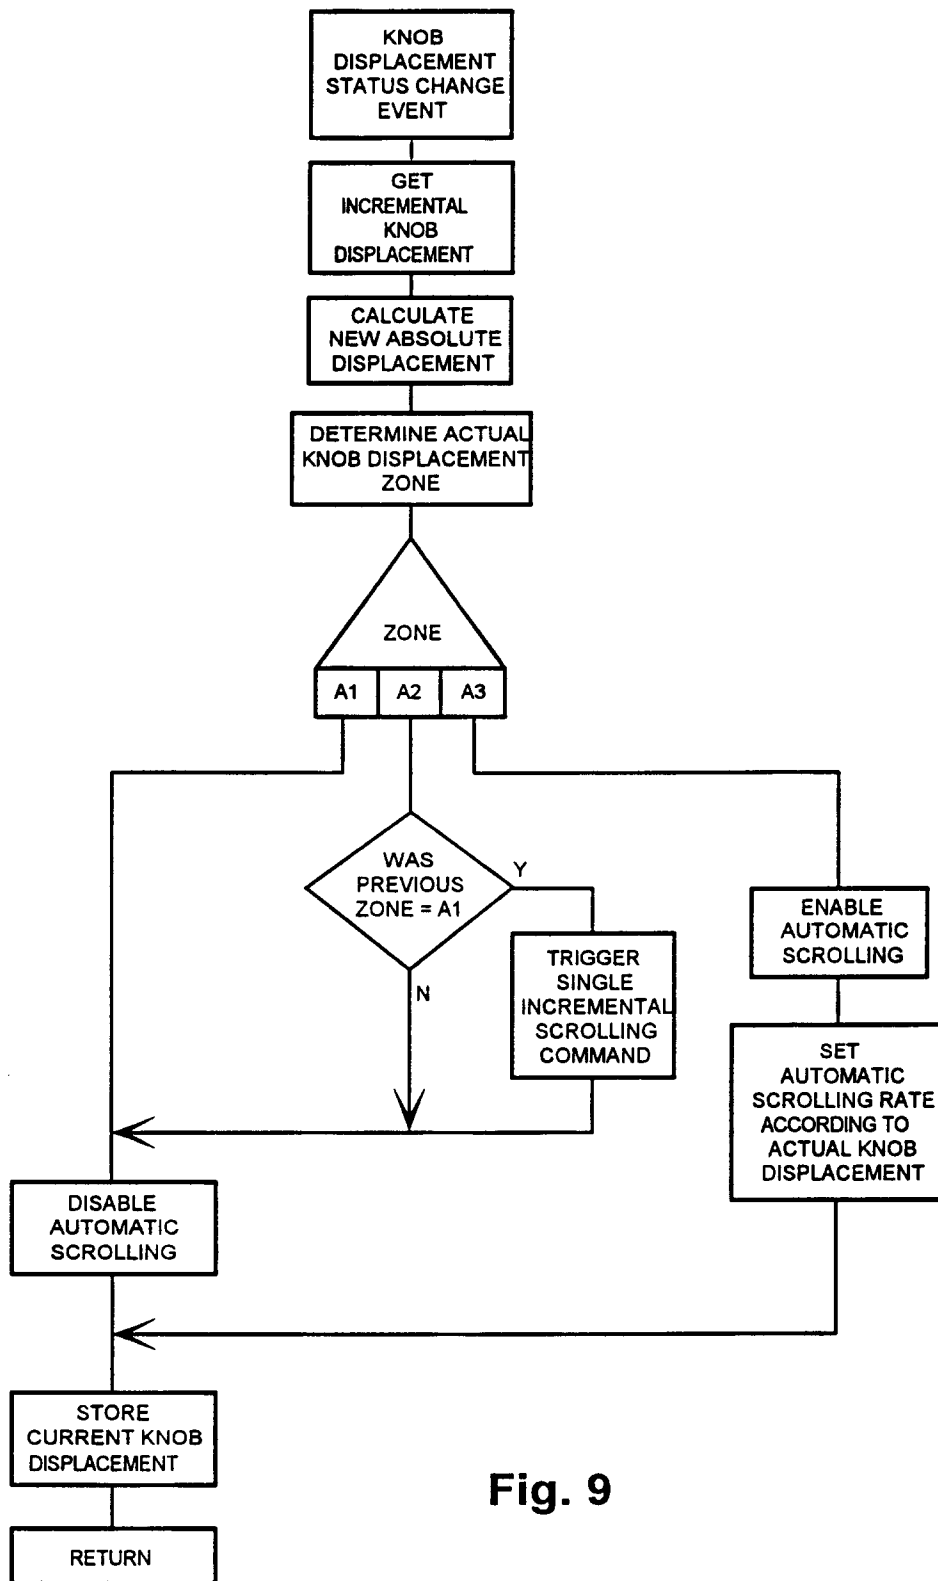 KNOB
DISPLACEMENT
STATUS CHANGE
EVENT
GET
INCREMENTAL
KNOB
DISPLACEMENT
CALCULATE
NEW ABSOLUTE
DISPLACEMENT
DETERMINE ACTUAL
KNOB DISPLACEMENT
ZONE
ZONE
A1 A2 A3
WAS
PREVIOUS
ZONE = A1
Y
N
TRIGGER
SINGLE
INCREMENTAL
SCROLLING
COMMAND
ENABLE
AUTOMATIC
SCROLLING
SET
AUTOMATIC
SCROLLING RATE
ACCORDING TO
ACTUAL KNOB
DISPLACEMENT
DISABLE
AUTOMATIC
SCROLLING
STORE
CURRENT KNOB
DISPLACEMENT
RETURN
Fig. 9